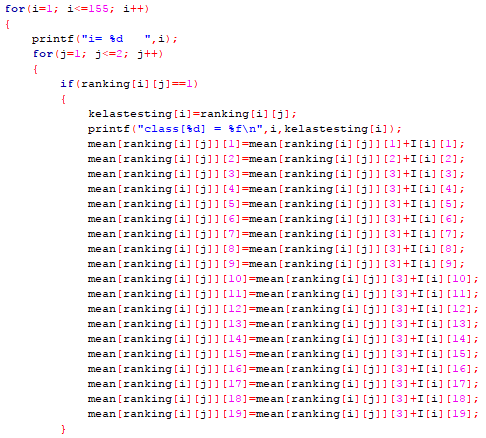 for(i=1; i<=155; i++)
{
    printf("i= %d   ",i);
    for(j=1; j<=2; j++)
    {
        if(ranking[i][j]==1)
        {
            kelastesting[i]=ranking[i][j];
            printf("class[%d] = %f\n",i,kelastesting[i]);
            mean[ranking[i][j]][1]=mean[ranking[i][j]][1]+I[i][1];
            mean[ranking[i][j]][2]=mean[ranking[i][j]][2]+I[i][2];
            mean[ranking[i][j]][3]=mean[ranking[i][j]][3]+I[i][3];
            mean[ranking[i][j]][4]=mean[ranking[i][j]][3]+I[i][4];
            mean[ranking[i][j]][5]=mean[ranking[i][j]][3]+I[i][5];
            mean[ranking[i][j]][6]=mean[ranking[i][j]][3]+I[i][6];
            mean[ranking[i][j]][7]=mean[ranking[i][j]][3]+I[i][7];
            mean[ranking[i][j]][8]=mean[ranking[i][j]][3]+I[i][8];
            mean[ranking[i][j]][9]=mean[ranking[i][j]][3]+I[i][9];
            mean[ranking[i][j]][10]=mean[ranking[i][j]][3]+I[i][10];
            mean[ranking[i][j]][11]=mean[ranking[i][j]][3]+I[i][11];
            mean[ranking[i][j]][12]=mean[ranking[i][j]][3]+I[i][12];
            mean[ranking[i][j]][13]=mean[ranking[i][j]][3]+I[i][13];
            mean[ranking[i][j]][14]=mean[ranking[i][j]][3]+I[i][14];
            mean[ranking[i][j]][15]=mean[ranking[i][j]][3]+I[i][15];
            mean[ranking[i][j]][16]=mean[ranking[i][j]][3]+I[i][16];
            mean[ranking[i][j]][17]=mean[ranking[i][j]][3]+I[i][17];
            mean[ranking[i][j]][18]=mean[ranking[i][j]][3]+I[i][18];
            mean[ranking[i][j]][19]=mean[ranking[i][j]][3]+I[i][19];
        }